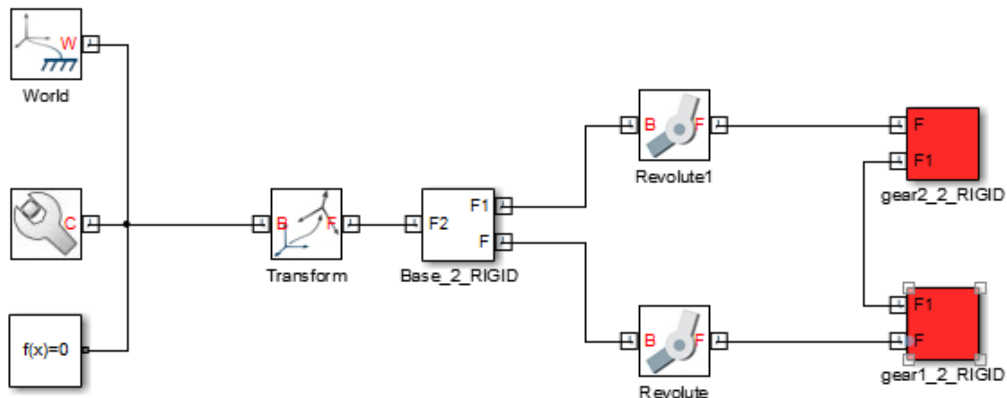 W
World
C
f(x)=0
B
F
Transform
F2
F1
F
Base_2_RIGID
B
F
Revolute1
B
F
Revolute
F
F1
gear2_2_RIGID
F1
F
gear1_2_RIGID